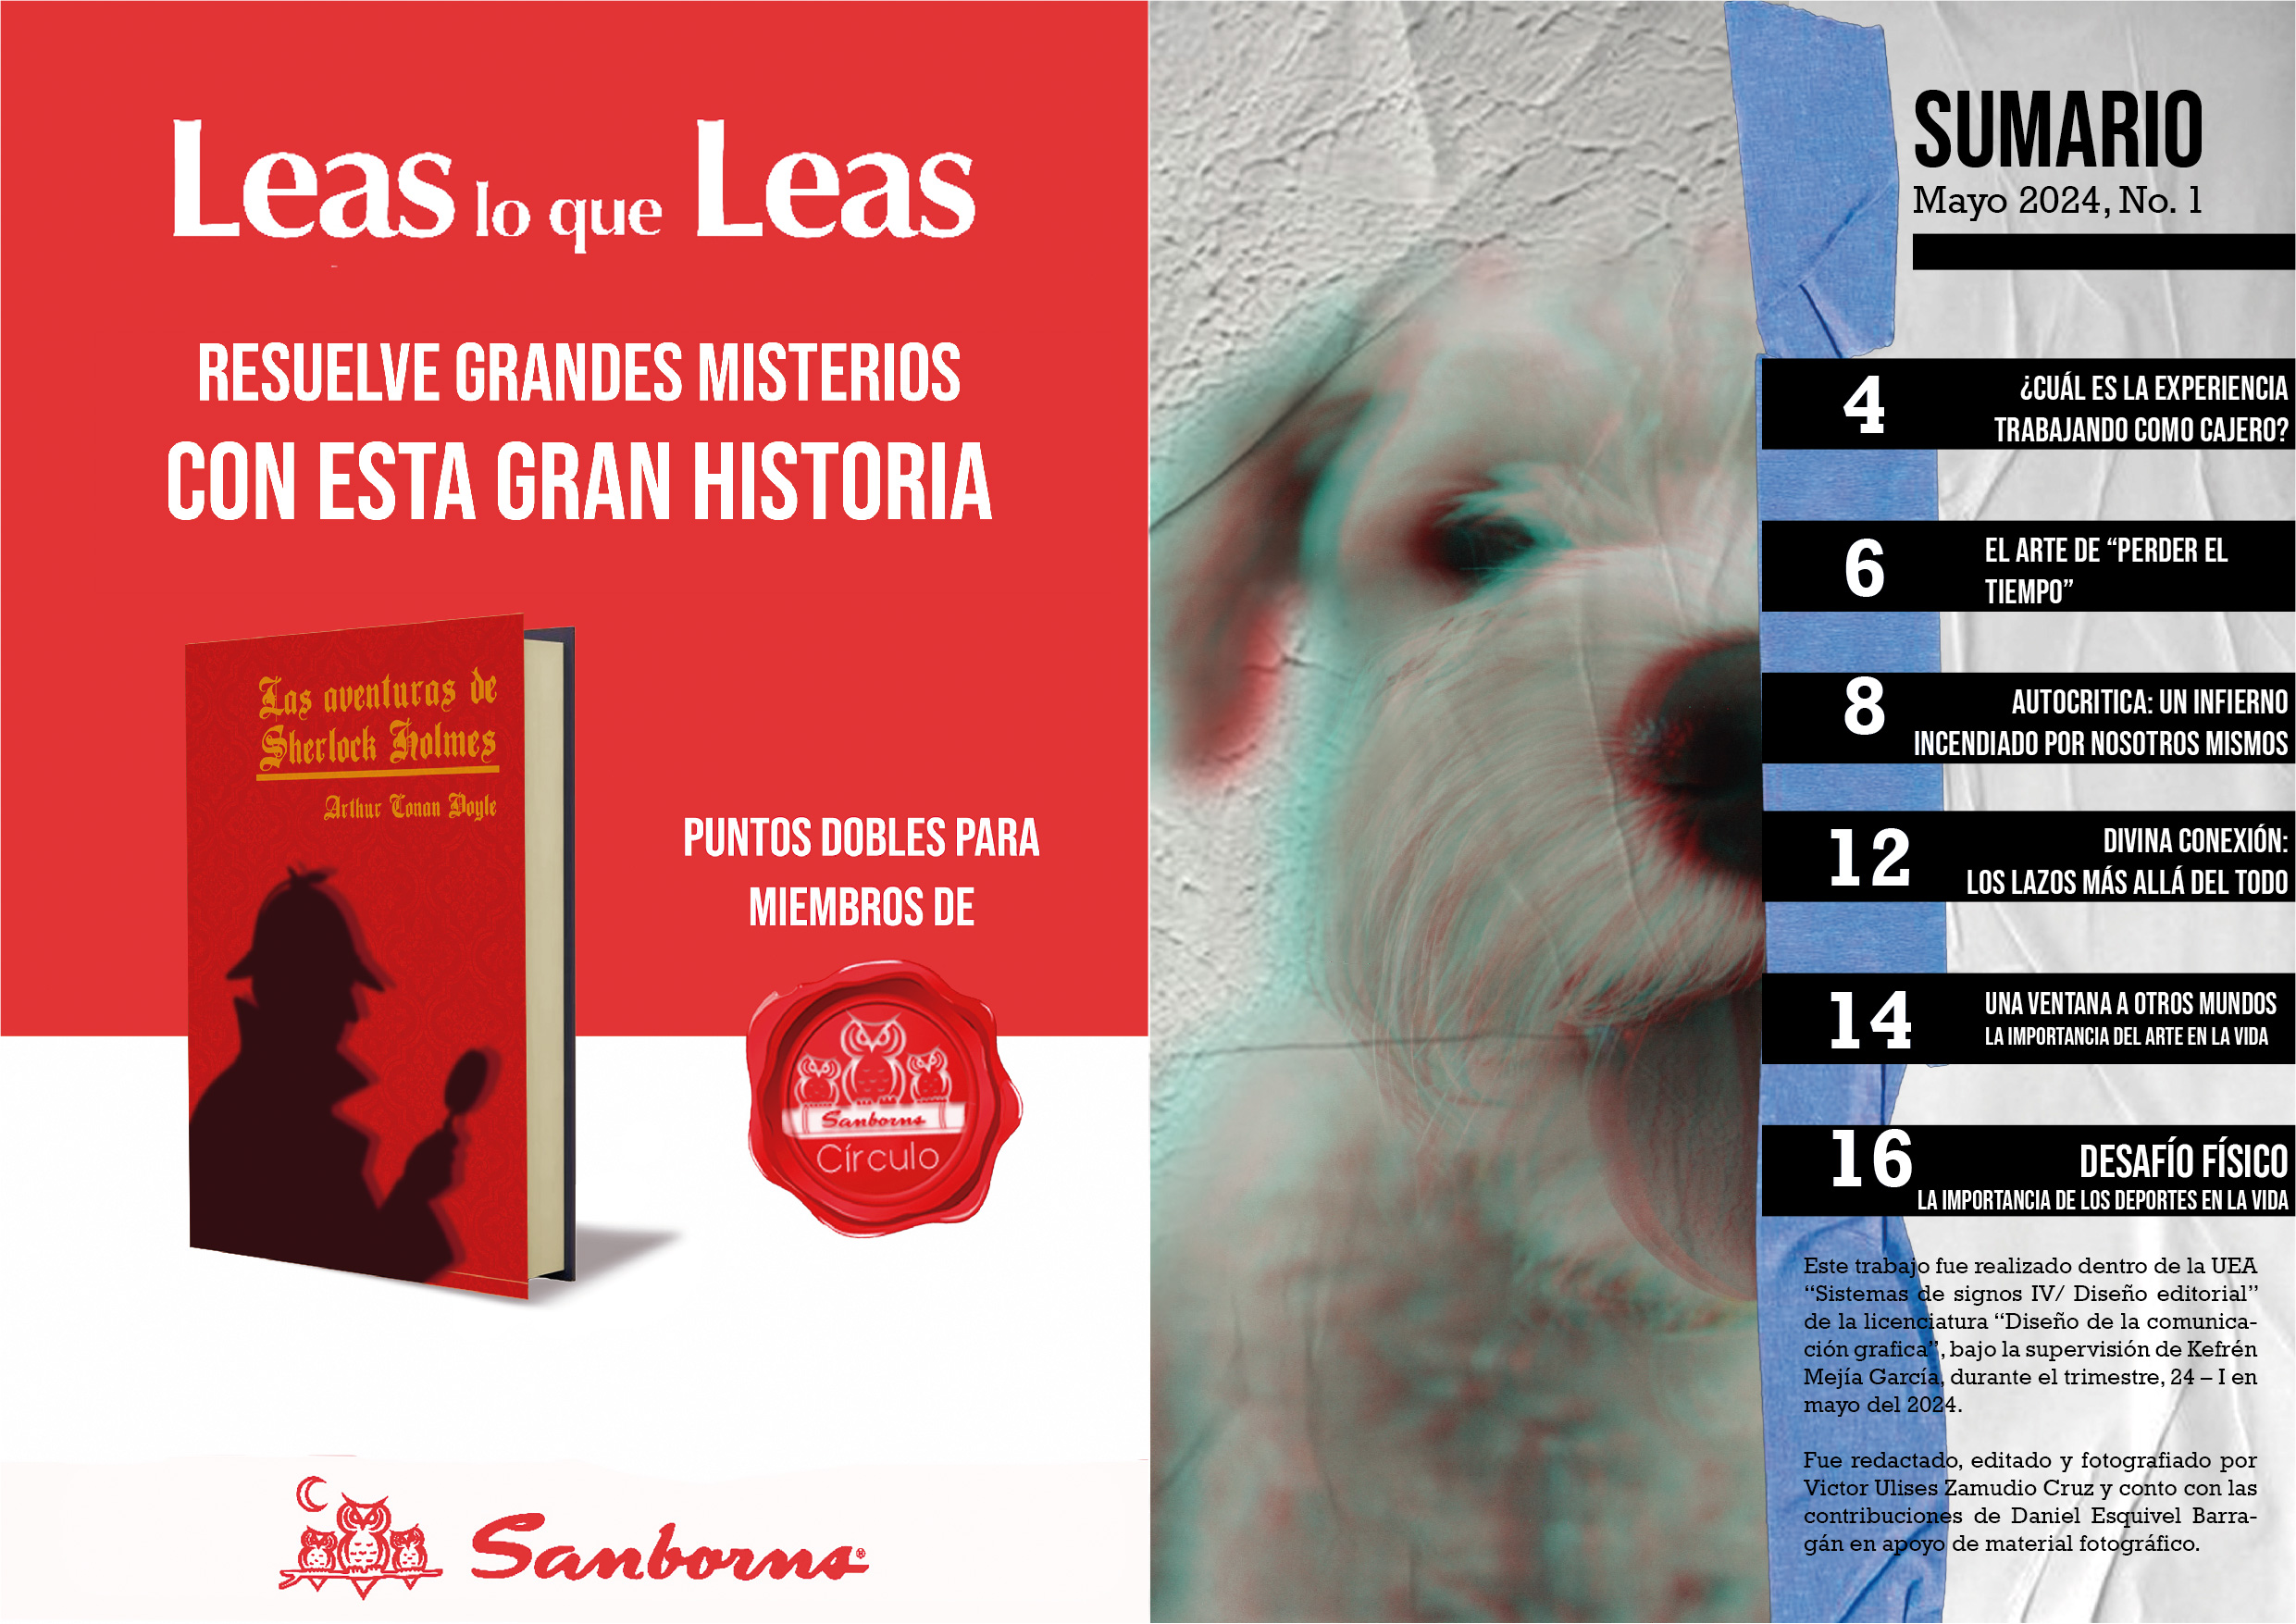 Leas lo que Leas
RESUELVE GRANDES MISTERIOS
CON ESTA GRAN HISTORIA
Las aventuras de
Sherlock Holmes
Arthur Conan Doyle
PUNTOS DOBLES PARA
MIEMBROS DE
Sanborns
Círculo
Sanborns®
SUMARIO
Mayo 2024, No. 1
4
¿CUÁL ES LA EXPERIENCIA
TRABAJANDO COMO CAJERO?
6
EL ARTE DE “PERDER EL
TIEMPO”
8
AUTOCRITICA: UN INFIERNO
INCENDIADO POR NOSOTROS MISMOS
12
DIVINA CONEXIÓN:
LOS LAZOS MÁS ALLÁ DEL TODO
14
UNA VENTANA A OTROS MUNDOS
LA IMPORTANCIA DEL ARTE EN LA VIDA
16
DESAFÍO FÍSICO
LA IMPORTANCIA DE LOS DEPORTES EN LA VIDA
Este trabajo fue realizado dentro de la UEA
“Sistemas de signos IV/ Diseño editorial”
de la licenciatura “Diseño de la comunica-
ción grafica”, bajo la supervisión de Kefrén
Mejía García, durante el trimestre, 24 – I en
mayo del 2024.
Fue redactado, editado y fotografiado por
Victor Ulises Zamudio Cruz y conto con las
contribuciones de Daniel Esquivel Barra-
gán en apoyo de material fotográfico.